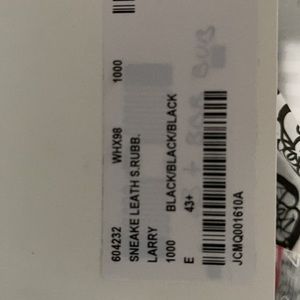 604232 WHX98 1000
SNEAKE LEATH S.RUBB.
LARRY
1000 BLACK/BLACK/BLACK
E 43+
JCMQ001610A